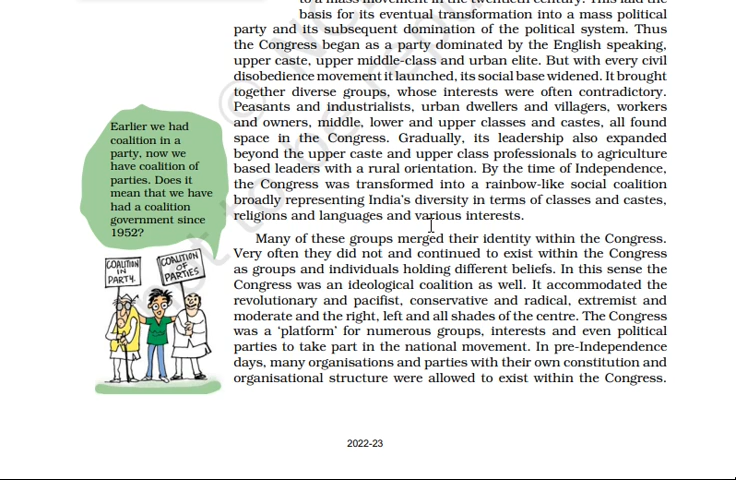 to a mass movement in the twentieth century. This laid the
basis for its eventual transformation into a mass political
party and its subsequent domination of the political system. Thus
the Congress began as a party dominated by the English speaking,
upper caste, upper middle-class and urban elite. But with every civil
disobedience movement it launched, its social base widened. It brought
together diverse groups, whose interests were often contradictory.
Peasants and industrialists, urban dwellers and villagers, workers
and owners, middle, lower and upper classes and castes, all found
space in the Congress. Gradually, its leadership also expanded
beyond the upper caste and upper class professionals to agriculture
based leaders with a rural orientation. By the time of Independence,
the Congress was transformed into a rainbow-like social coalition
broadly representing India's diversity in terms of classes and castes,
religions and languages and various interests.
Earlier we had
coalition in a
party, now we
have coalition of
parties. Does it
mean that we have
had a coalition
government since
1952?
COALITION
IN
PARTY.
COALITION
OF
PARTIES
Many of these groups merged their identity within the Congress.
Very often they did not and continued to exist within the Congress
as groups and individuals holding different beliefs. In this sense the
Congress was an ideological coalition as well. It accommodated the
revolutionary and pacifist, conservative and radical, extremist and
moderate and the right, left and all shades of the centre. The Congress
was a 'platform' for numerous groups, interests and even political
parties to take part in the national movement. In pre-Independence
days, many organisations and parties with their own constitution and
organisational structure were allowed to exist within the Congress.
2022-23